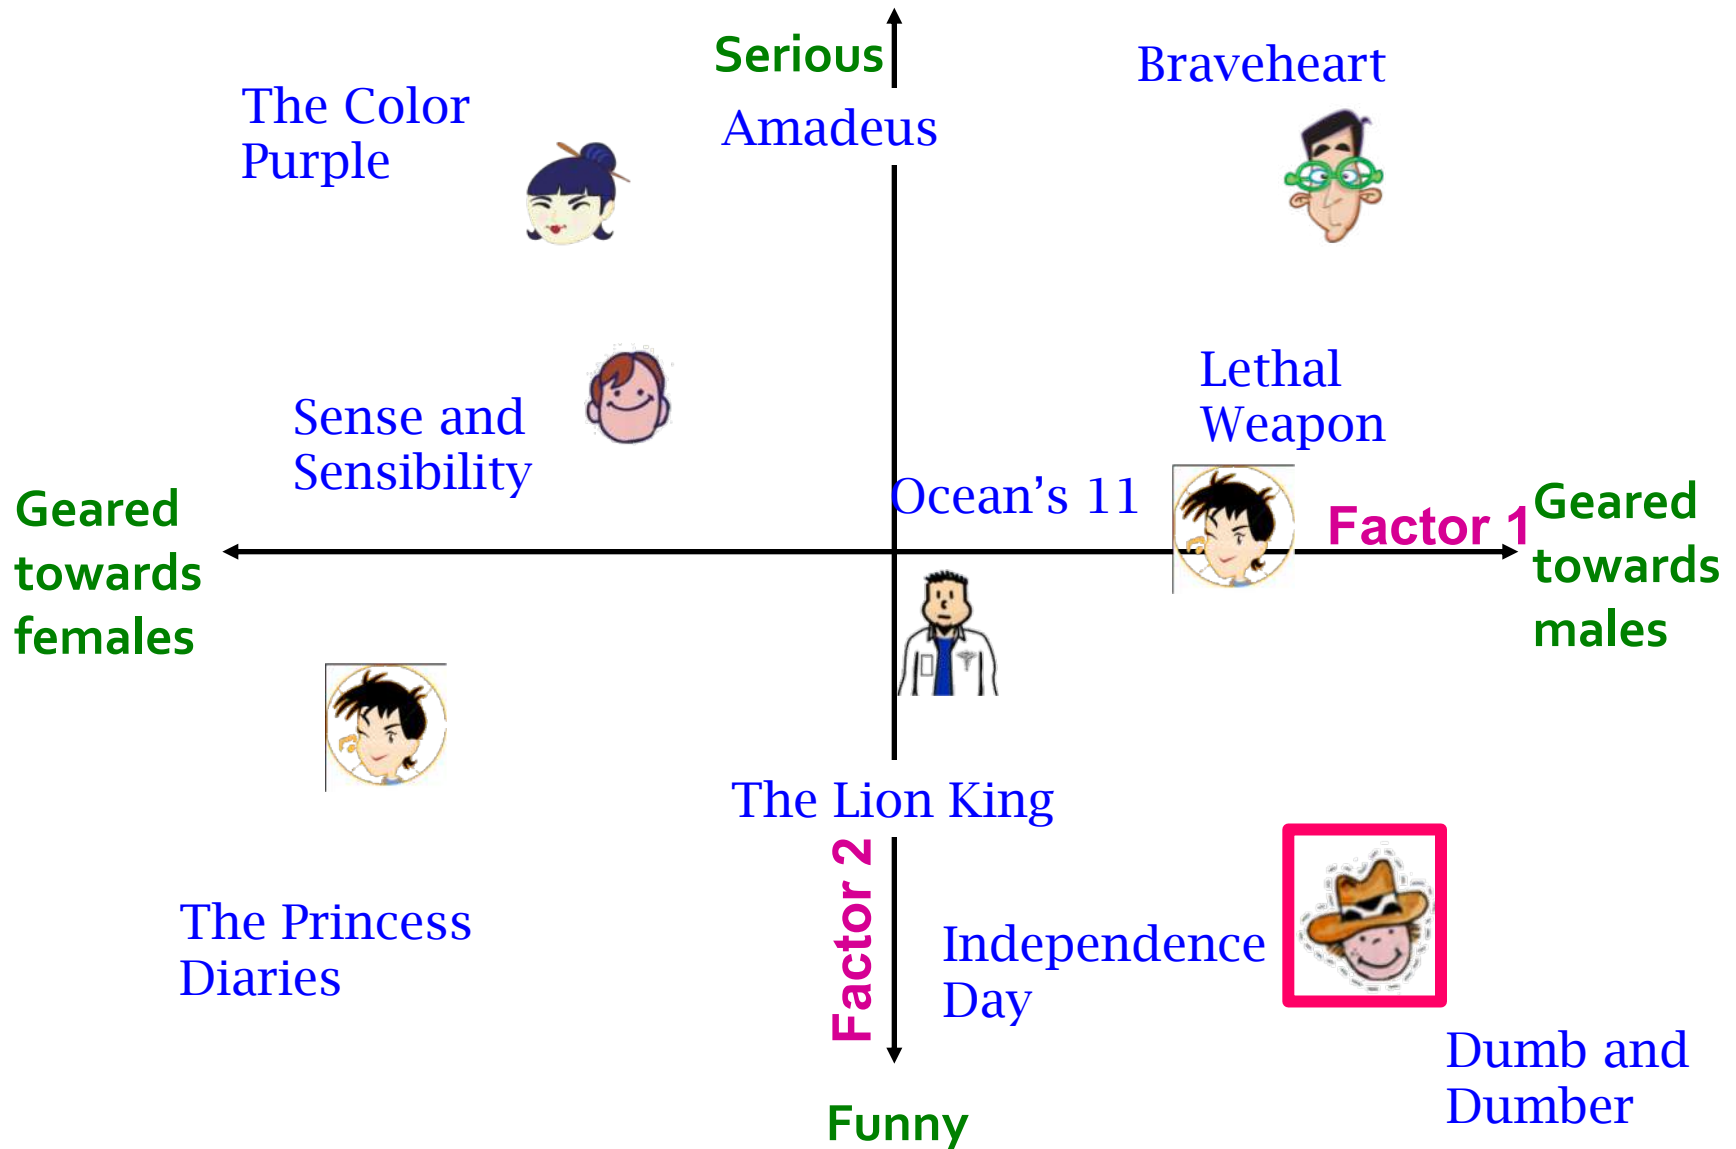 Serious
Braveheart
The Color
Purple
Amadeus
Lethal
Weapon
Sense and
Sensibility
Ocean’s 11
Geared
towards
females
Factor 1
Geared
towards
males
The Lion King
Factor 2
The Princess
Diaries
Independence
Day
Dumb and
Dumber
Funny